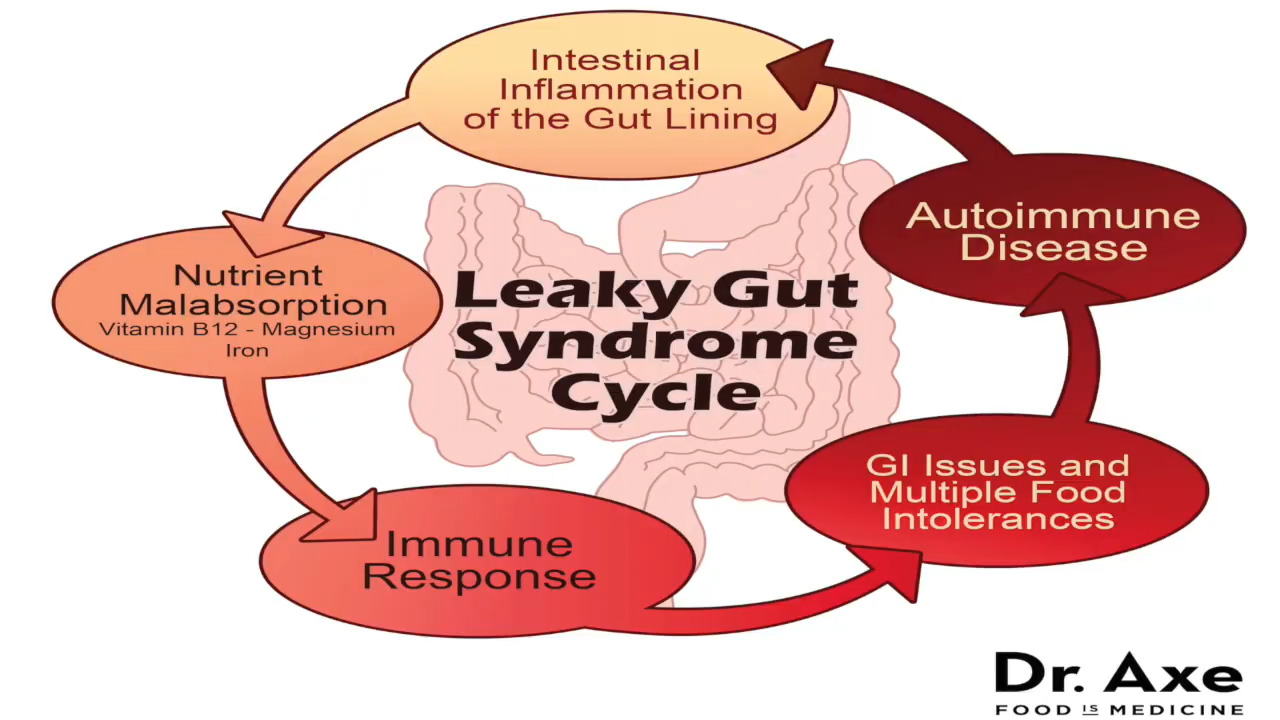 Intestinal
Inflammation
of the Gut Lining
Autoimmune
Disease
Nutrient
Malabsorption
Vitamin B12 - Magnesium
Iron
Leaky Gut
Syndrome
Cycle
GI Issues and
Multiple Food
Intolerances
Immune
Response
Dr. Axe
FOOD IS MEDICINE